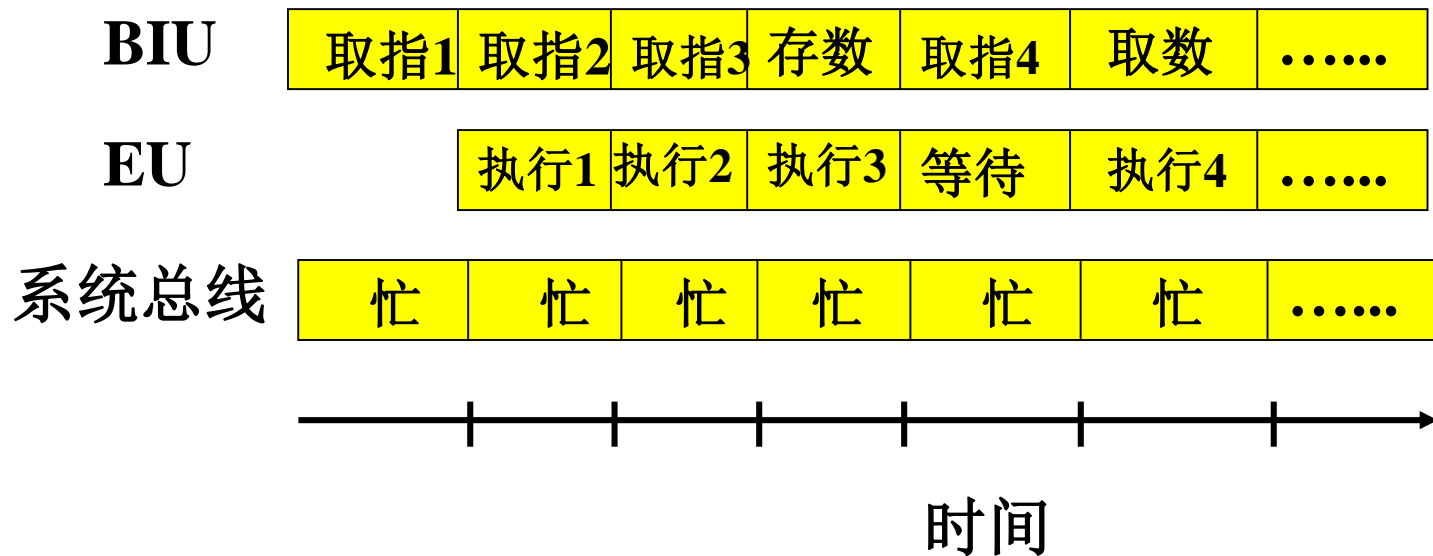 BIU 取指1 取指2 取指3 存数 取指4 取数 …...
EU 执行1 执行2 执行3 等待 执行4 …...
系统总线 忙 忙 忙 忙 忙 忙 …...
时间